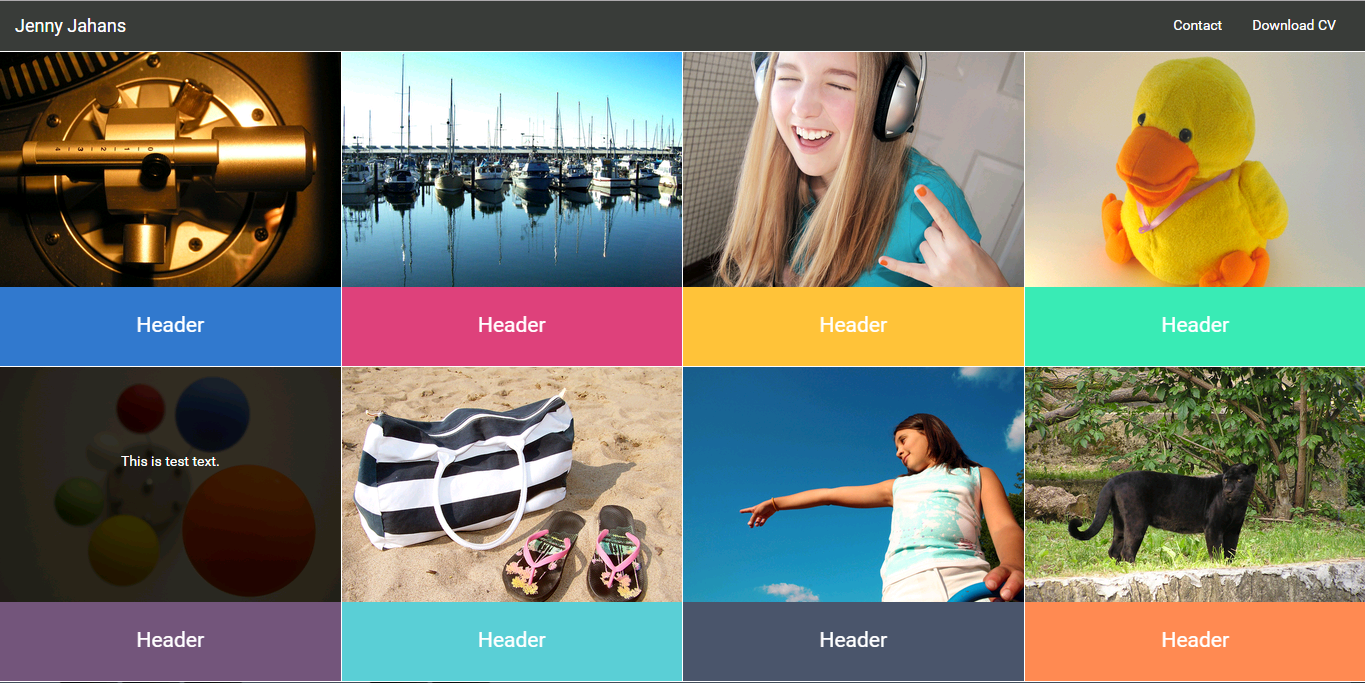 Jenny Jahans
Contact
Download CV
Header
Header
Header
Header
This is test text.
Header
Header
Header
Header